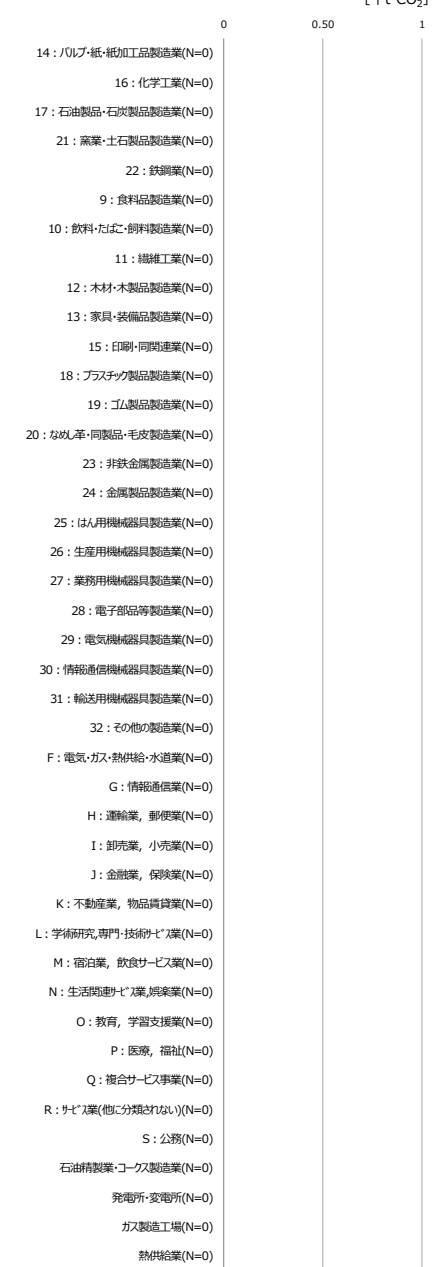 [千t-CO₂]
0 0.50 1
14：パルプ・紙・紙加工品製造業(N=0)
16：化学工業(N=0)
17：石油製品・石炭製品製造業(N=0)
21：窯業・土石製品製造業(N=0)
22：鉄鋼業(N=0)
9：食料品製造業(N=0)
10：飲料・たばこ・飼料製造業(N=0)
11：繊維工業(N=0)
12：木材・木製品製造業(N=0)
13：家具・装備品製造業(N=0)
15：印刷・同関連業(N=0)
18：プラスチック製品製造業(N=0)
19：ゴム製品製造業(N=0)
20：なめし革・同製品・毛皮製造業(N=0)
23：非鉄金属製造業(N=0)
24：金属製品製造業(N=0)
25：はん用機械器具製造業(N=0)
26：生産用機械器具製造業(N=0)
27：業務用機械器具製造業(N=0)
28：電子部品等製造業(N=0)
29：電気機械器具製造業(N=0)
30：情報通信機械器具製造業(N=0)
31：輸送用機械器具製造業(N=0)
32：その他の製造業(N=0)
F：電気・ガス・熱供給・水道業(N=0)
G：情報通信業(N=0)
H：運輸業，郵便業(N=0)
I：卸売業，小売業(N=0)
J：金融業，保険業(N=0)
K：不動産業，物品賃貸業(N=0)
L：学術研究,専門・技術ｻｰﾋﾞｽ業(N=0)
M：宿泊業，飲食サービス業(N=0)
N：生活関連ｻｰﾋﾞｽ業,娯楽業(N=0)
O：教育，学習支援業(N=0)
P：医療，福祉(N=0)
Q：複合サービス事業(N=0)
R：ｻｰﾋﾞｽ業(他に分類されない)(N=0)
S：公務(N=0)
石油精製業・コークス製造業(N=0)
発電所・変電所(N=0)
ガス製造工場(N=0)
熱供給業(N=0)